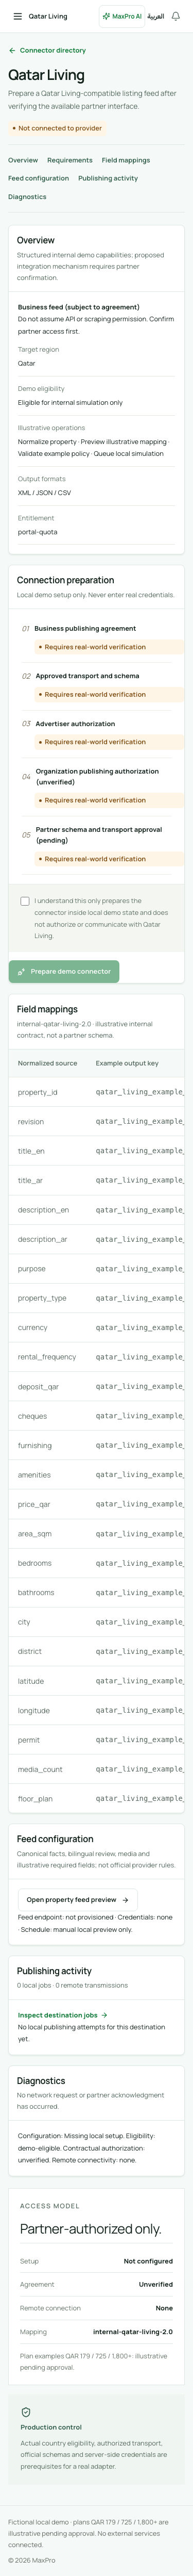 Qatar Living
MaxPro AI
العربية
Connector directory
Qatar Living
Prepare a Qatar Living-compatible listing feed after
verifying the available partner interface.
Not connected to provider
Overview Requirements Field mappings
Feed configuration Publishing activity
Diagnostics
Overview
Structured internal demo capabilities; proposed
integration mechanism requires partner
confirmation.
Business feed (subject to agreement)
Do not assume API or scraping permission. Confirm
partner access first.
Target region
Qatar
Demo eligibility
Eligible for internal simulation only
Illustrative operations
Normalize property · Preview illustrative mapping ·
Validate example policy · Queue local simulation
Output formats
XML / JSON / CSV
Entitlement
portal-quota
Connection preparation
Local demo setup only. Never enter real credentials.
01 Business publishing agreement
Requires real-world verification
02 Approved transport and schema
Requires real-world verification
03 Advertiser authorization
Requires real-world verification
04 Organization publishing authorization
(unverified)
Requires real-world verification
05 Partner schema and transport approval
(pending)
Requires real-world verification
I understand this only prepares the
connector inside local demo state and does
not authorize or communicate with Qatar
Living.
Prepare demo connector
Field mappings
internal-qatar-living-2.0 · illustrative internal
contract, not a partner schema.
Normalized source Example output key
property_id qatar_living_example_
revision qatar_living_example_
title_en qatar_living_example_
title_ar qatar_living_example_
description_en qatar_living_example_
description_ar qatar_living_example_
purpose qatar_living_example_
property_type qatar_living_example_
currency qatar_living_example_
rental_frequency qatar_living_example_
deposit_qar qatar_living_example_
cheques qatar_living_example_
furnishing qatar_living_example_
amenities qatar_living_example_
price_qar qatar_living_example_
area_sqm qatar_living_example_
bedrooms qatar_living_example_
bathrooms qatar_living_example_
city qatar_living_example_
district qatar_living_example_
latitude qatar_living_example_
longitude qatar_living_example_
permit qatar_living_example_
media_count qatar_living_example_
floor_plan qatar_living_example_
Feed configuration
Canonical facts, bilingual review, media and
illustrative required fields; not official provider rules.
Open property feed preview
Feed endpoint: not provisioned · Credentials: none
· Schedule: manual local preview only.
Publishing activity
0 local jobs · 0 remote transmissions
Inspect destination jobs
No local publishing attempts for this destination
yet.
Diagnostics
No network request or partner acknowledgment
has occurred.
Configuration: Missing local setup. Eligibility:
demo-eligible. Contractual authorization:
unverified. Remote connectivity: none.
ACCESS MODEL
Partner-authorized only.
Setup Not configured
Agreement Unverified
Remote connection None
Mapping internal-qatar-living-2.0
Plan examples QAR 179 / 725 / 1,800+: illustrative
pending approval.
Production control
Actual country eligibility, authorized transport,
official schemas and server-side credentials are
prerequisites for a real adapter.
Fictional local demo · plans QAR 179 / 725 / 1,800+ are
illustrative pending approval. No external services
connected.
© 2026 MaxPro